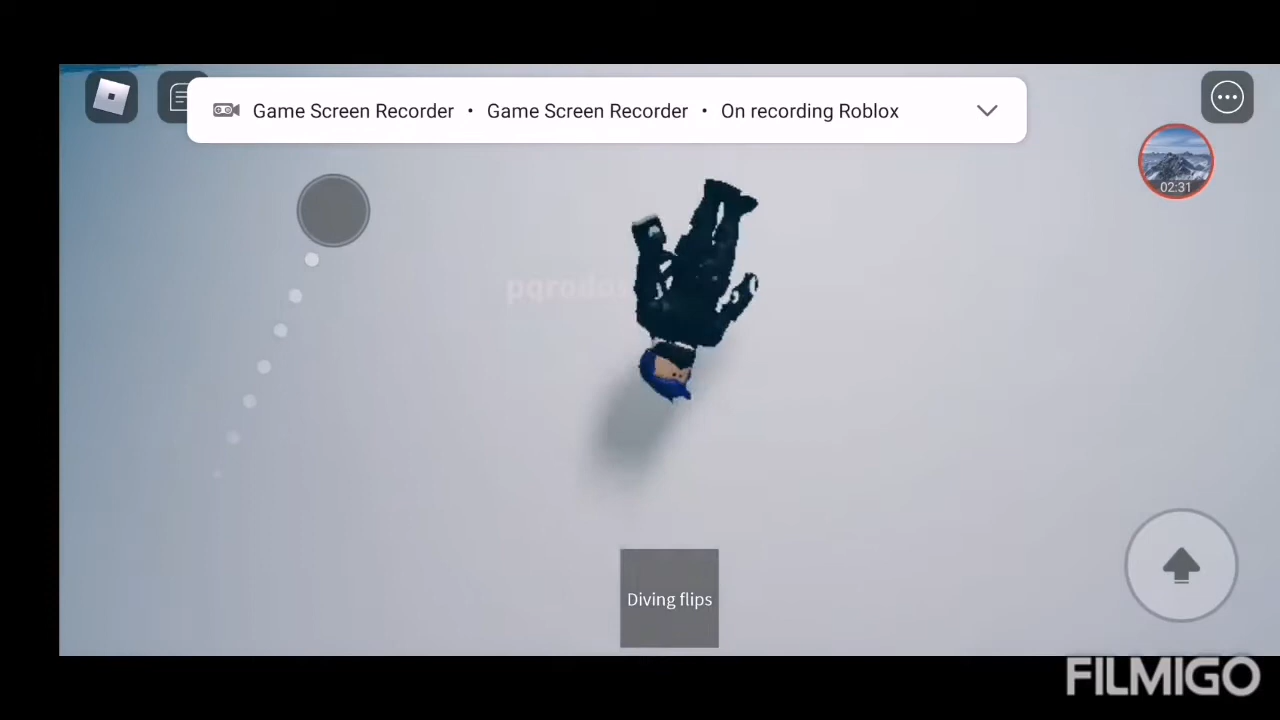 Game Screen Recorder • Game Screen Recorder • On recording Roblox
02:31
Diving flips
FILMIGO